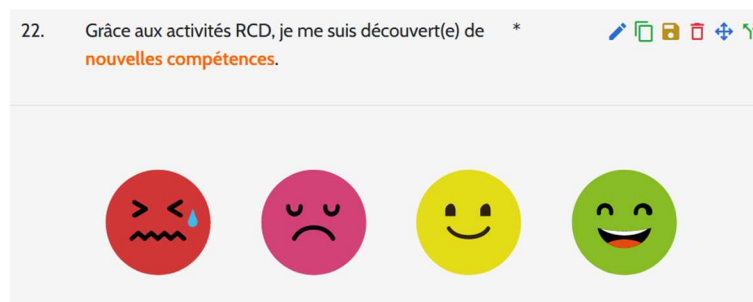 22. Grâce aux activités RCD, je me suis découvert(e) de *
nouvelles compétences.